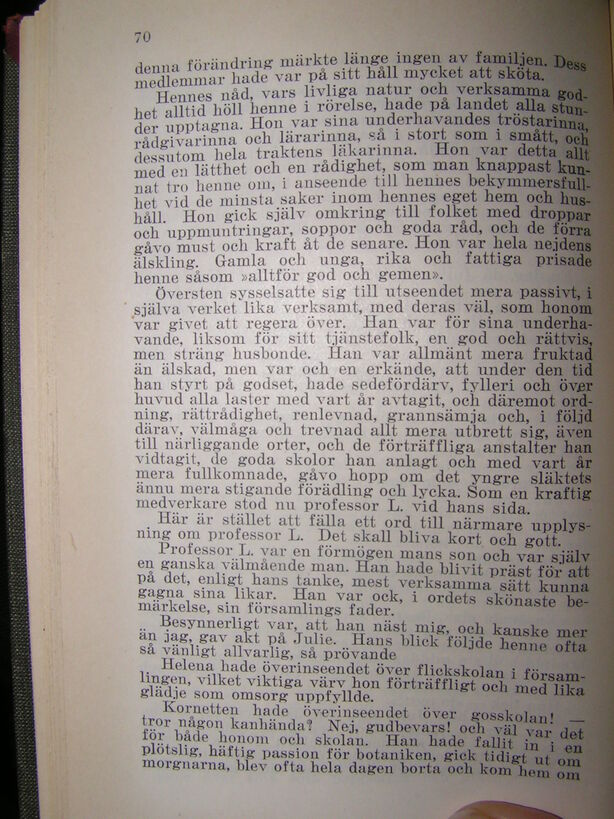 70
denna förändring märkte länge ingen av familjen. Dess
medlemmar hade var på sitt håll mycket att sköta.
Hennes nåd, vars livliga natur och verksamma god-
het alltid höll henne i rörelse, hade på landet alla stun-
der upptagna. Hon var sina underhavandes tröstarinna,
rådgivarinna och lärarinna, så i stort som i smått, och
dessutom hela traktens läkarinna. Hon var detta allt
med en lätthet och en rådighet, som man knappast kun-
nat tro henne om, i anseende till hennes bekymmersfull-
het vid de minsta saker inom hennes eget hem och hus-
håll. Hon gick själv omkring till folket med droppar
och uppmuntringar, soppor och goda råd, och de förra
gåvo must och kraft åt de senare. Hon var hela nejdens
älskling. Gamla och unga, rika och fattiga prisade
henne såsom »alltför god och gemen».
Översten sysselsatte sig till utseendet mera passivt, i
själva verket lika verksamt, med deras väl, som honom
var givet att regera över. Han var för sina underha-
vande, liksom för sitt tjänstefolk, en god och rättvis,
men sträng husbonde. Han var allmänt mera fruktad
än älskad, men var och en erkände, att under den tid
han styrt på godset, hade sedefördärv, fylleri och över
huvud alla laster med vart år avtagit, och däremot ord-
ning, rättrådighet, renlevnad, grannsämja och, i följd
därav, välmåga och trevnad allt mera utbrett sig, även
till närliggande orter, och de förträffliga anstalter han
vidtagit, de goda skolor han anlagt och med vart år
mera fullkomnade, gåvo hopp om det yngre släktets
ännu mera stigande förädling och lycka. Som en kraftig
medverkare stod nu professor L. vid hans sida.
Här är stället att fälla ett ord till närmare upplys-
ning om professor L. Det skall bliva kort och gott.
Professor L. var en förmögen mans son och var själv
en ganska välmående man. Han hade blivit präst för att
på det, enligt hans tanke, mest verksamma sätt kunna
gagna sina likar. Han var ock, i ordets skönaste be-
märkelse, sin församlings fader.
Besynnerligt var, att han näst mig, och kanske mer
än jag, gav akt på Julie. Hans blick följde henne ofta
så vänligt allvarlig, så prövande
Helena hade överinseendet över flickskolan i försam-
lingen, vilket viktiga värv hon förträffligt och med lika
glädje som omsorg uppfyllde.
Kornetten hade överinseendet över gosskolan! —
tror någon kanhända? Nej, gudbevars! och väl var det
för både honom och skolan. Han hade fallit in i en
plötslig, häftig passion för botaniken, gick tidigt ut om
morgnarna, blev ofta hela dagen borta och kom hem om